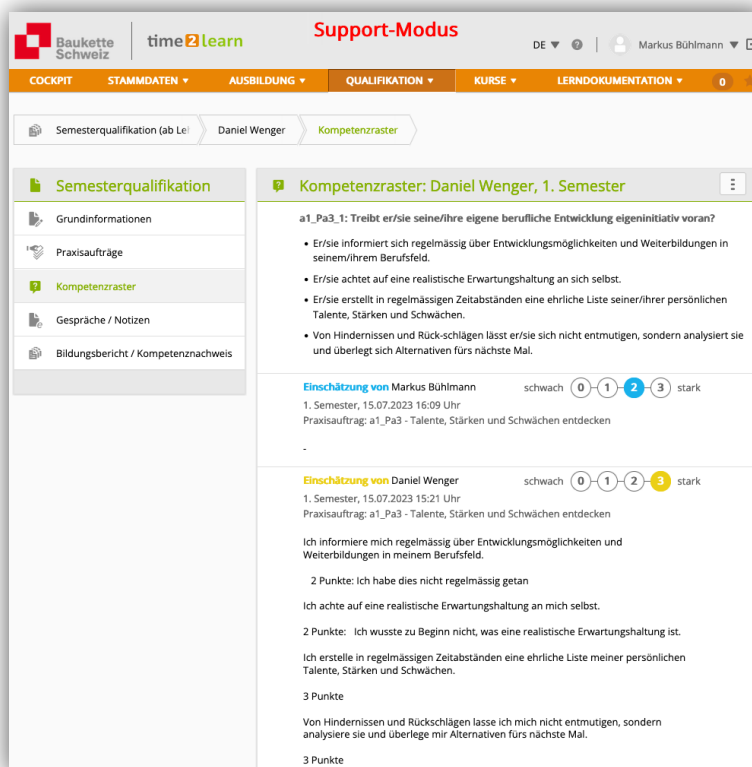 Support-Modus
Baukette
Schweiz
time2learn
DE
Markus Bühlmann
COCKPIT STAMMDATEN AUSBILDUNG QUALIFIKATION KURSE LERNDOKUMENTATION 0
Semesterqualifikation (ab Le Daniel Wenger Kompetenzraster
Semesterqualifikation
Grundinformationen
Praxisaufträge
Kompetenzraster
Gespräche / Notizen
Bildungsbericht / Kompetenznachweis
Kompetenzraster: Daniel Wenger, 1. Semester
a1_Pa3_1: Treibt er/sie seine/ihre eigene berufliche Entwicklung eigeninitiativ voran?
• Er/sie informiert sich regelmässig über Entwicklungsmöglichkeiten und Weiterbildungen in
seinem/ihrem Berufsfeld.
• Er/sie achtet auf eine realistische Erwartungshaltung an sich selbst.
• Er/sie erstellt in regelmässigen Zeitabständen eine ehrliche Liste seiner/ihrer persönlichen
Talente, Stärken und Schwächen.
• Von Hindernissen und Rück-schlägen lässt er/sie sich nicht entmutigen, sondern analysiert sie
und überlegt sich Alternativen fürs nächste Mal.
Einschätzung von Markus Bühlmann schwach 0 1 2 3 stark
1. Semester, 15.07.2023 16:09 Uhr
Praxisauftrag: a1_Pa3 - Talente, Stärken und Schwächen entdecken
-
Einschätzung von Daniel Wenger schwach 0 1 2 3 stark
1. Semester, 15.07.2023 15:21 Uhr
Praxisauftrag: a1_Pa3 - Talente, Stärken und Schwächen entdecken
Ich informiere mich regelmässig über Entwicklungsmöglichkeiten und
Weiterbildungen in meinem Berufsfeld.
2 Punkte: Ich habe dies nicht regelmässig getan
Ich achte auf eine realistische Erwartungshaltung an mich selbst.
2 Punkte: Ich wusste zu Beginn nicht, was eine realistische Erwartungshaltung ist.
Ich erstelle in regelmässigen Zeitabständen eine ehrliche Liste meiner persönlichen
Talente, Stärken und Schwächen.
3 Punkte
Von Hindernissen und Rückschlägen lasse ich mich nicht entmutigen, sondern
analysiere sie und überlege mir Alternativen fürs nächste Mal.
3 Punkte